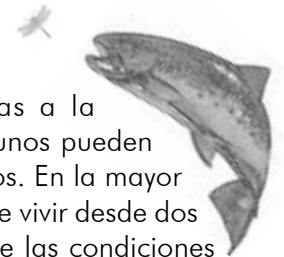 as a la
unos pueden
os. En la mayor
e vivir desde dos
e las condiciones